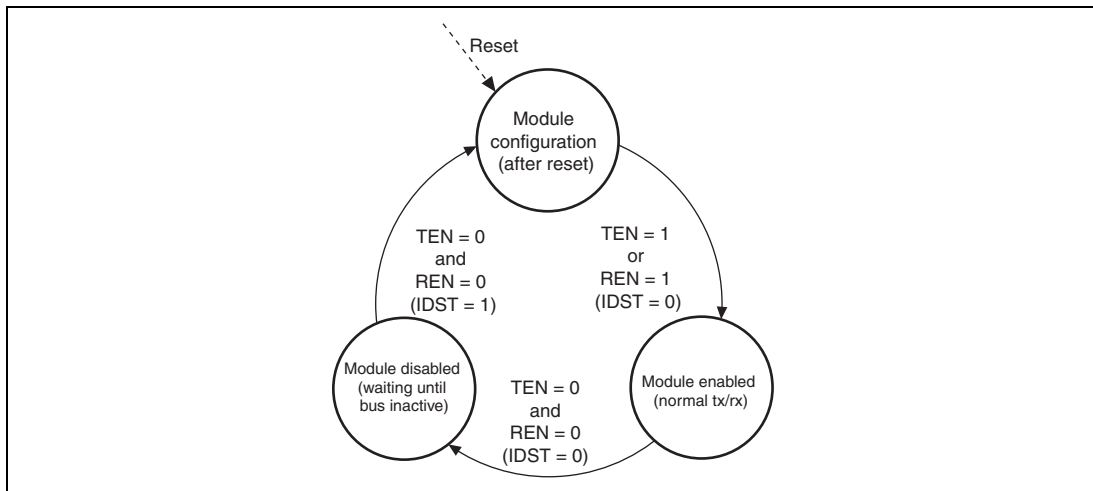 Reset
Module
configuration
(after reset)
TEN = 0
and
REN = 0
(IDST = 1)
TEN = 1
or
REN = 1
(IDST = 0)
Module disabled
(waiting until
bus inactive)
TEN = 0
and
REN = 0
(IDST = 0)
Module enabled
(normal tx/rx)